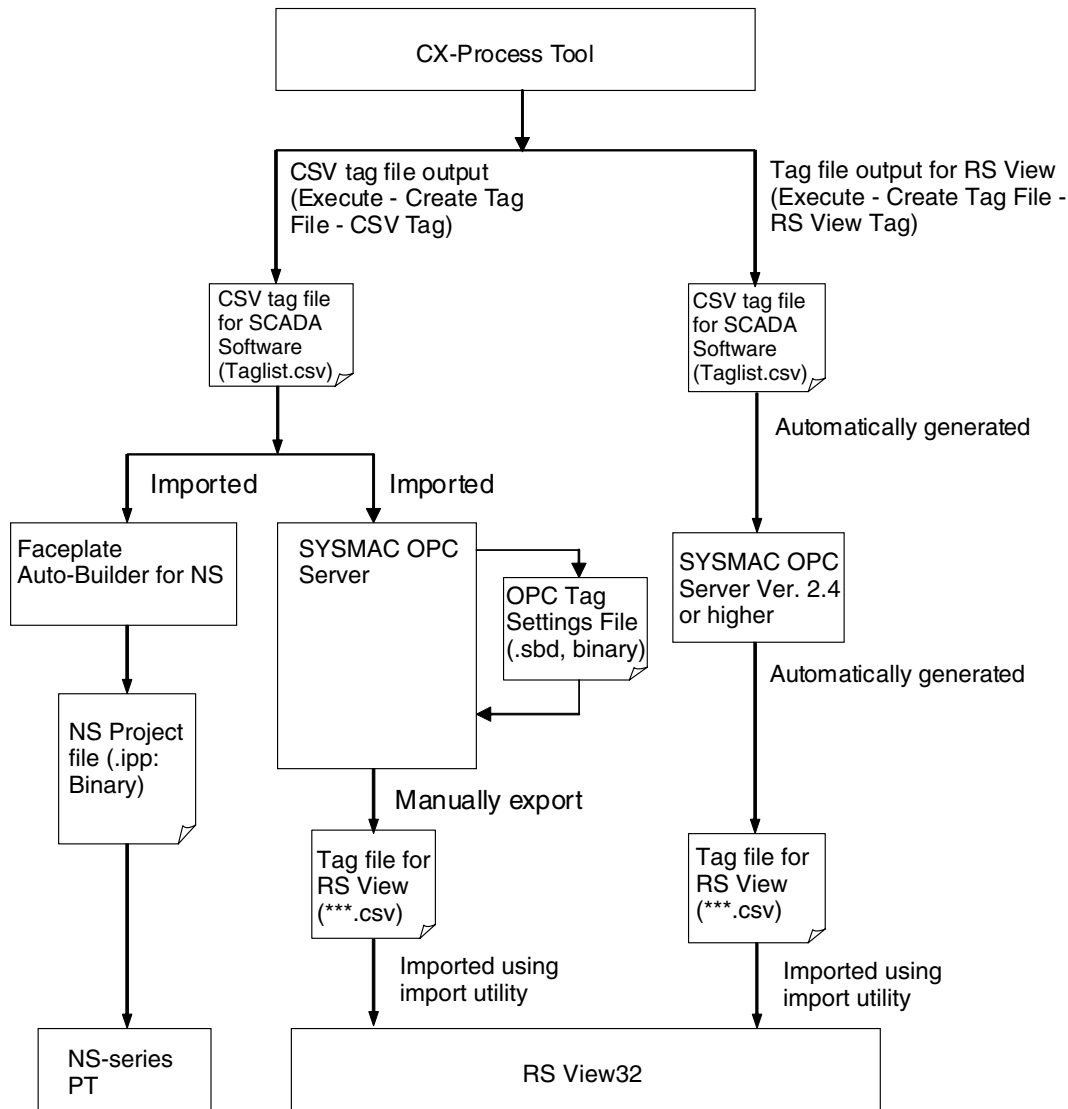 CX-Process Tool
CSV tag file output
(Execute - Create Tag
File - CSV Tag)
Tag file output for RS View
(Execute - Create Tag File -
RS View Tag)
CSV tag file
for SCADA
Software
(Taglist.csv)
CSV tag file
for SCADA
Software
(Taglist.csv)
Automatically generated
Imported
Imported
Faceplate
Auto-Builder for NS
SYSMAC OPC
Server
OPC Tag
Settings File
(.sbd, binary)
SYSMAC OPC
Server Ver. 2.4
or higher
Automatically generated
NS Project
file (.ipp:
Binary)
Manually export
Tag file for
RS View
(***.csv)
Tag file for
RS View
(***.csv)
Imported using
import utility
Imported using
import utility
NS-series
PT
RS View32